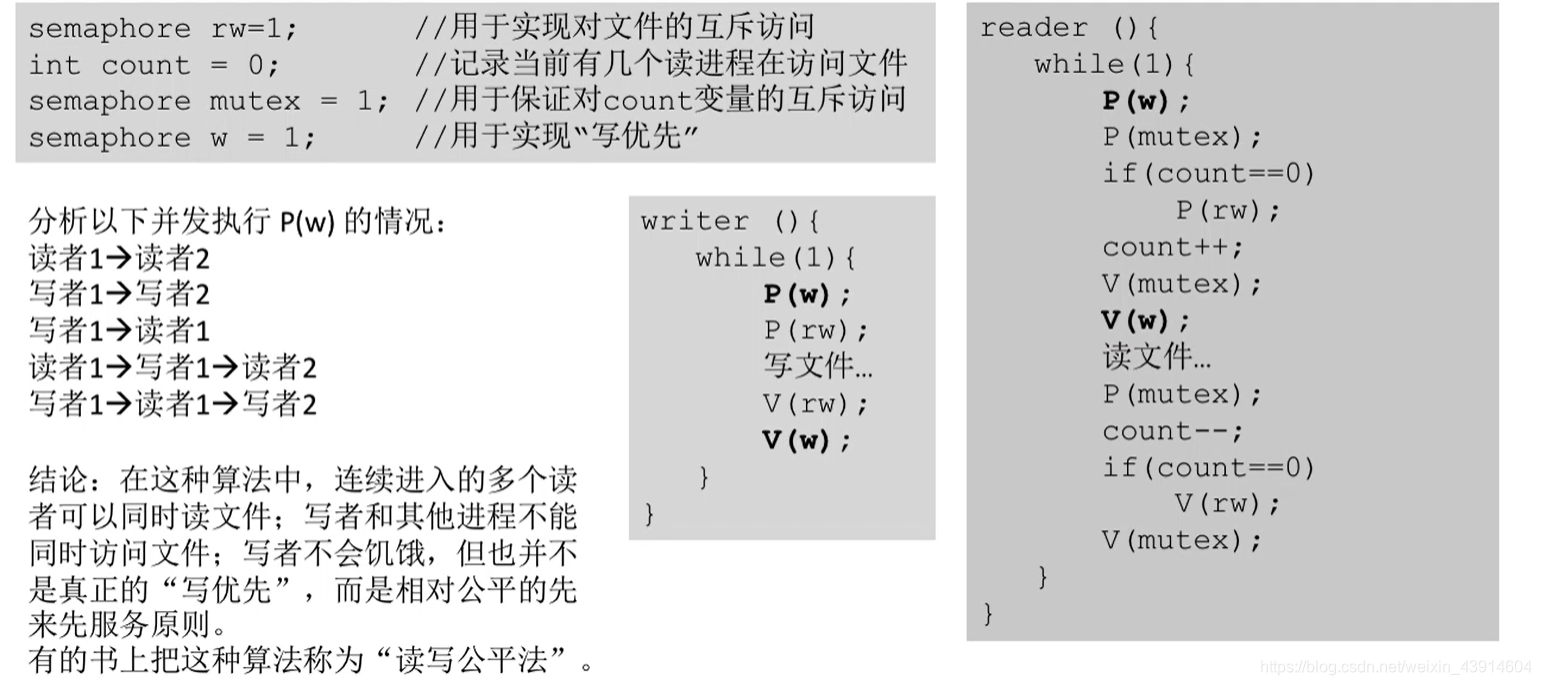 semaphore rw=1; //用于实现对文件的互斥访问
int count = 0; //记录当前有几个读进程在访问文件
semaphore mutex = 1; //用于保证对count变量的互斥访问
semaphore w = 1; //用于实现“写优先”
分析以下并发执行 P(w) 的情况：
读者1→读者2
写者1→写者2
写者1→读者1
读者1→写者1→读者2
写者1→读者1→写者2
结论：在这种算法中，连续进入的多个读
者可以同时读文件；写者和其他进程不能
同时访问文件；写者不会饥饿，但也并不
是真正的“写优先”，而是相对公平的先
来先服务原则。
有的书上把这种算法称为“读写公平法”。
writer (){
while(1){
P(w);
P(rw);
写文件…
V(rw);
V(w);
}
}
reader (){
while(1){
P(w);
P(mutex);
if(count==0)
P(rw);
count++;
V(mutex);
V(w);
读文件…
P(mutex);
count--;
if(count==0)
V(rw);
V(mutex);
}
}
https://blog.csdn.net/weixin_43914604